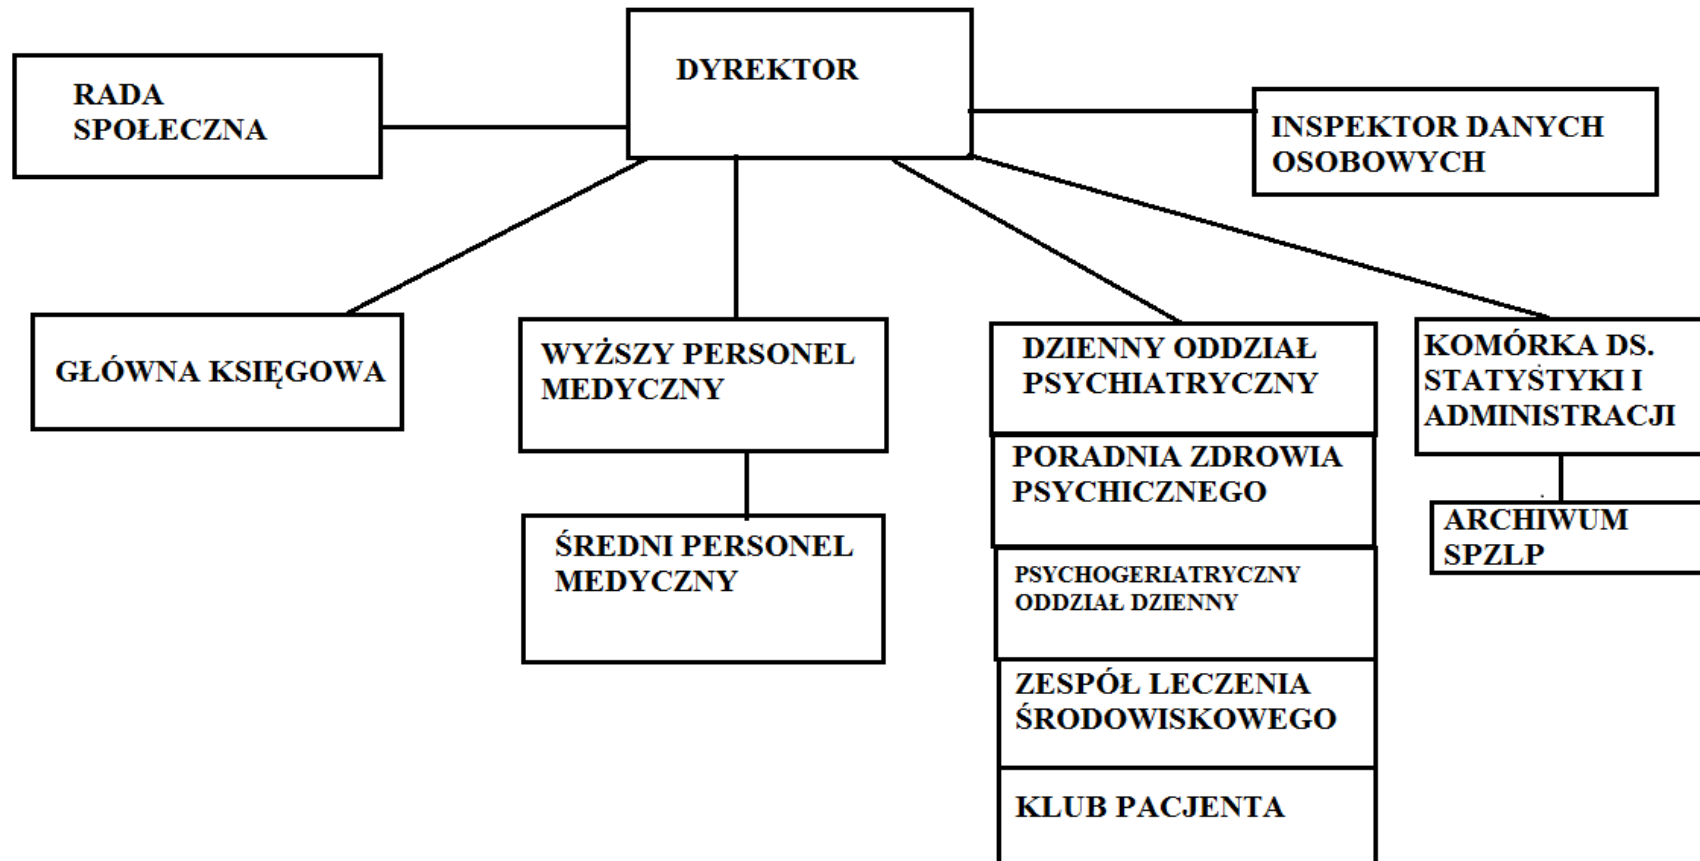 DYREKTOR
RADA
SPOŁECZNA
INSPEKTOR DANYCH
OSOBOWYCH
GŁÓWNA KSIĘGOWA
WYŻSZY PERSONEL
MEDYCZNY
ŚREDNI PERSONEL
MEDYCZNY
DZIENNY ODDZIAŁ
PSYCHIATRYCZNY
PORADNIA ZDROWIA
PSYCHICZNEGO
PSYCHOGERIATRYCZNY
ODDZIAŁ DZIENNY
ZESPÓŁ LECZENIA
ŚRODOWISKOWEGO
KLUB PACJENTA
KOMÓRKA DS.
STATYSTYKI I
ADMINISTRACJI
ARCHIWUM
SPZLP